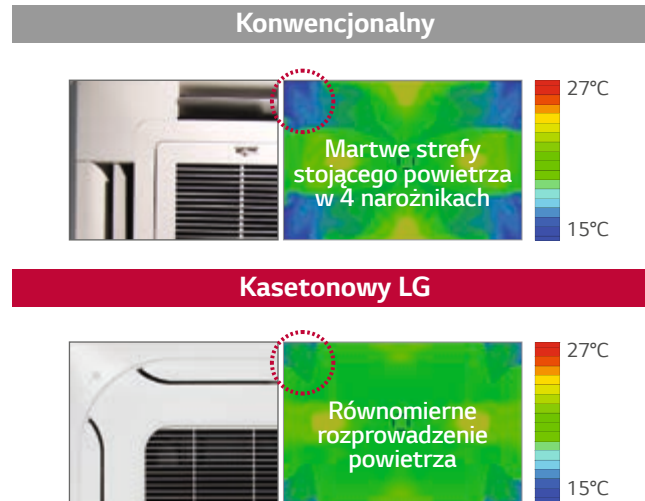 Konwencjonalny
27°C
Martwe strefy
stojącego powietrza
w 4 narożnikach
15°C
Kasetonowy LG
27°C
Równomierne
rozprowadzenie
powietrza
15°C